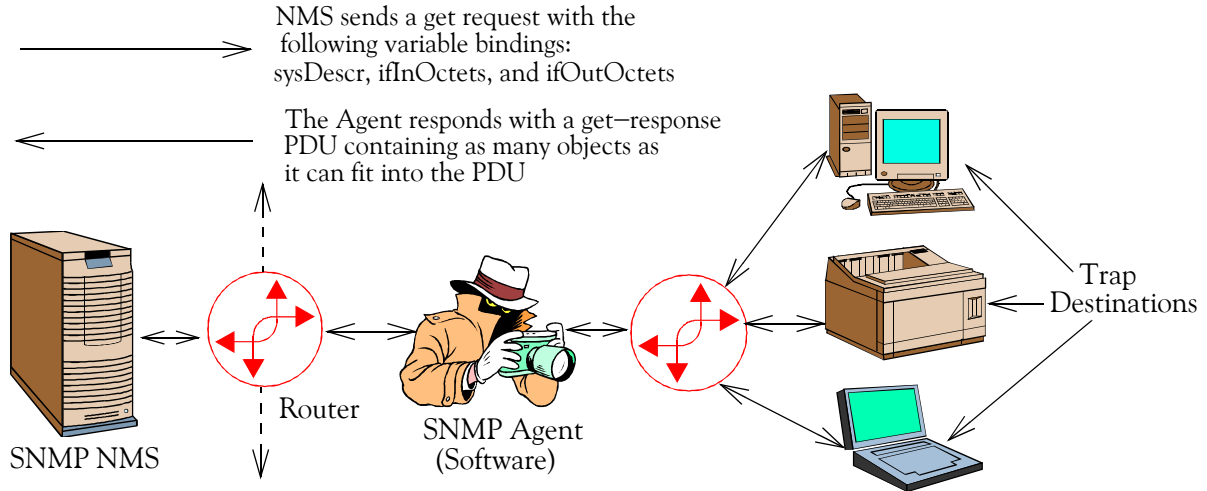 NMS sends a get request with the
following variable bindings:
sysDescr, ifInOctets, and ifOutOctets
The Agent responds with a get–response
PDU containing as many objects as
it can fit into the PDU
Trap
Destinations
Router
SNMP Agent
(Software)
SNMP NMS